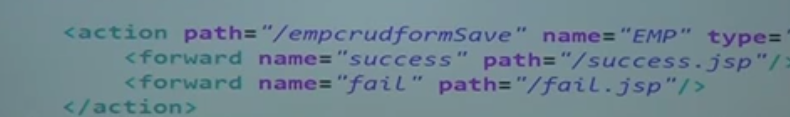 <action path="/empcrudformSave" name="EMP" type="
<forward name="success" path="/success.jsp"/>
<forward name="fail" path="/fail.jsp"/>
</action>